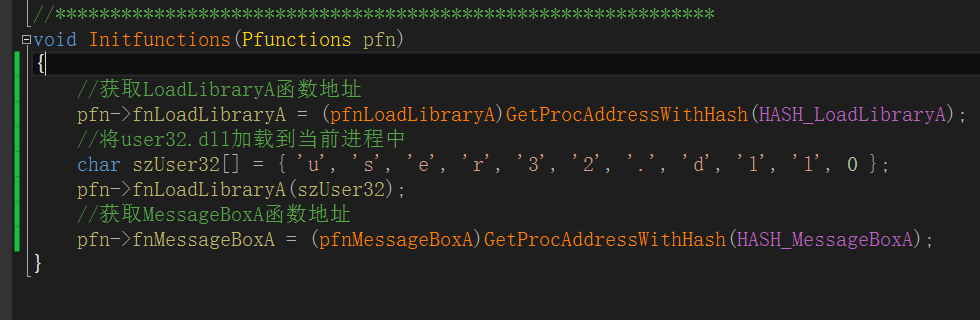 //************************************************************
void Initfunctions(Pfunctions pfn)
{
//获取LoadLibraryA函数地址
pfn->fnLoadLibraryA = (pfnLoadLibraryA)GetProcAddressWithHash(HASH_LoadLibraryA);
//将user32.dll加载到当前进程中
char szUser32[] = { 'u', 's', 'e', 'r', '3', '2', '.', 'd', 'l', 'l', 0 };
pfn->fnLoadLibraryA(szUser32);
//获取MessageBoxA函数地址
pfn->fnMessageBoxA = (pfnMessageBoxA)GetProcAddressWithHash(HASH_MessageBoxA);
}